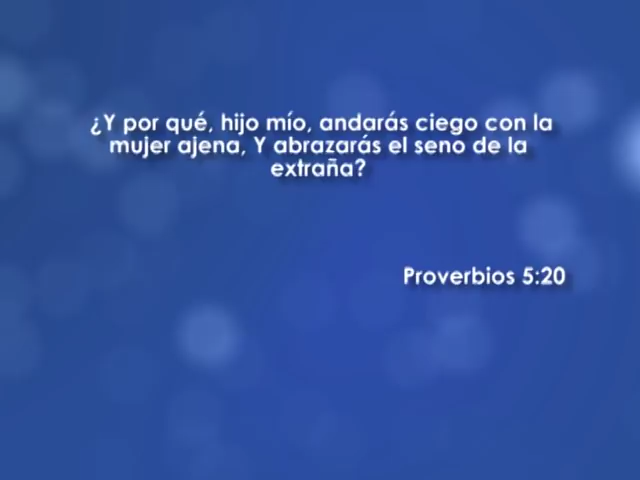 ¿Y por qué, hijo mío, andarás ciego con la
mujer ajena, Y abrazarás el seno de la
extraña?
Proverbios 5:20